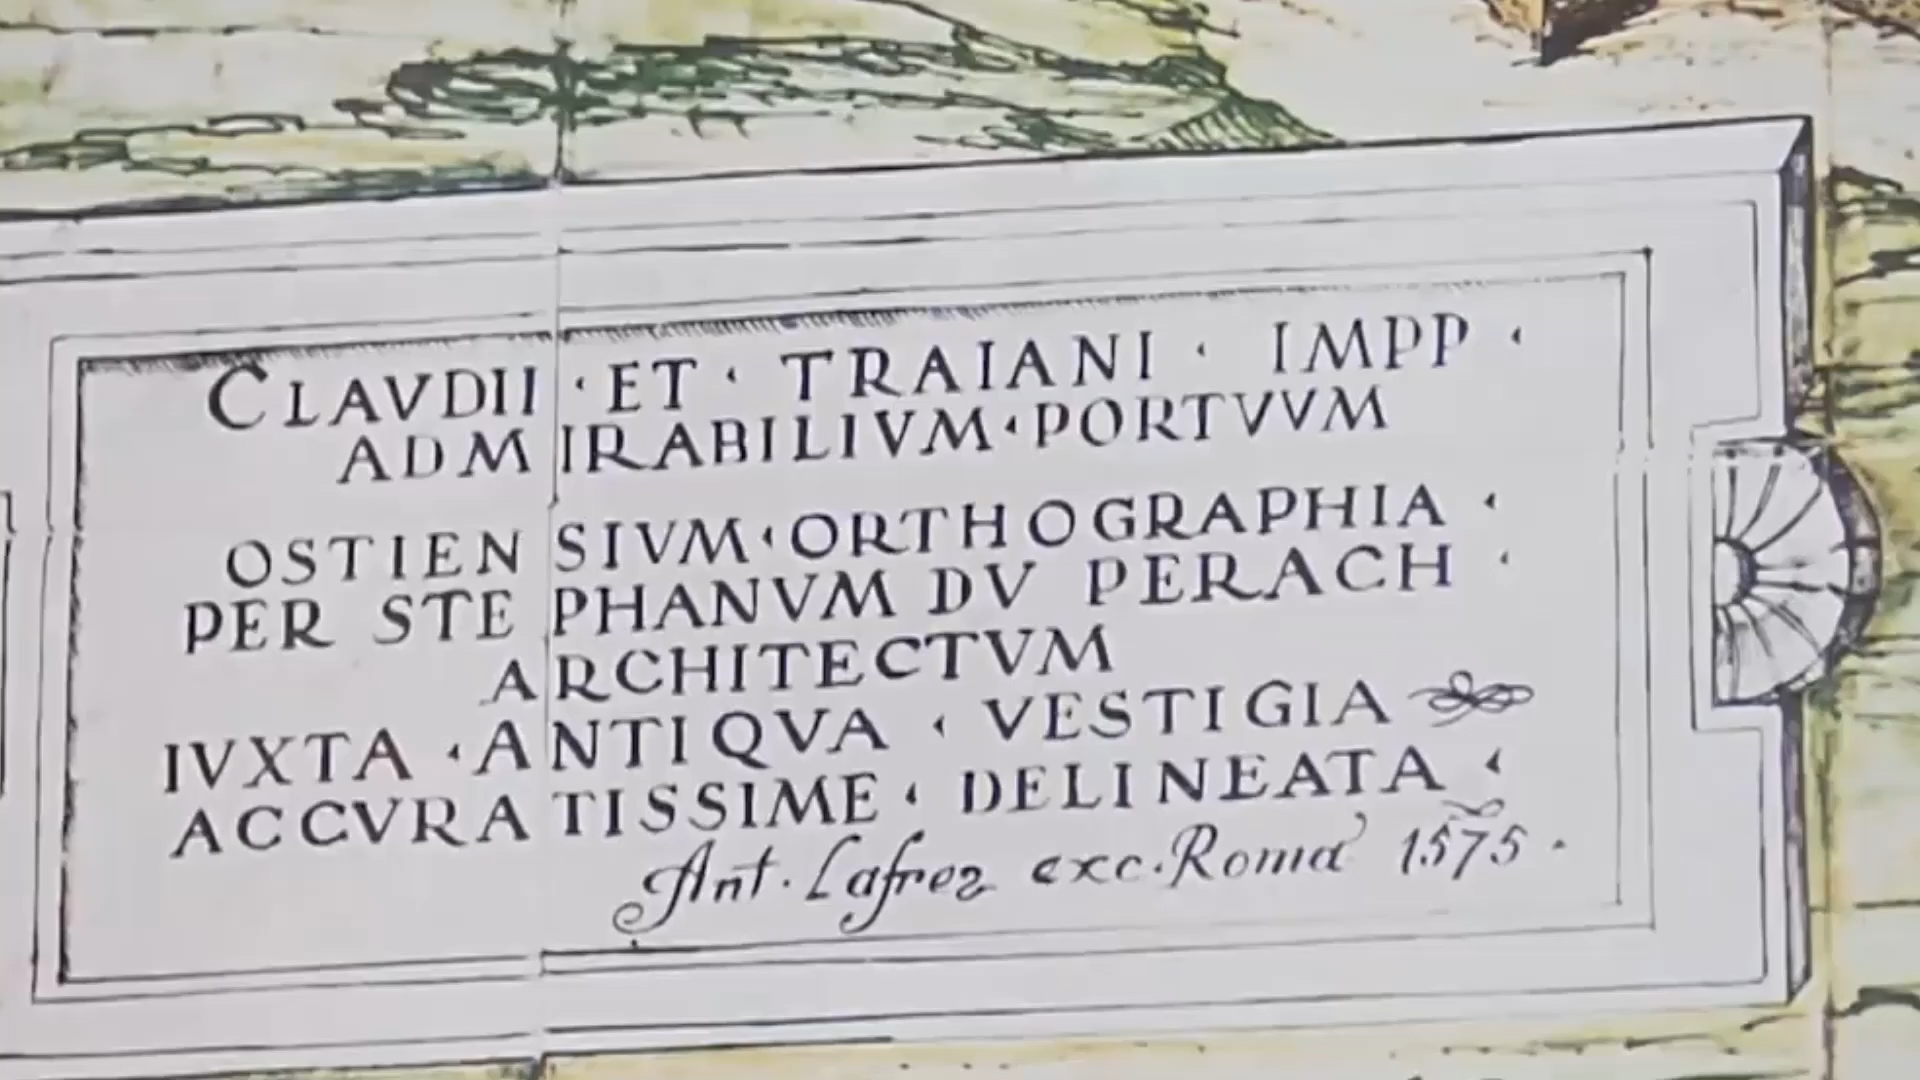 CLAVDII · ET · TRAIANI · IMPP ·
ADMIRABILIVM · PORTVVM
OSTIENSIVM · ORTHOGRAPHIA ·
PER STEPHANVM DV PERACH ·
ARCHITECTVM
IVXTA · ANTIQVA · VESTIGIA
ACCVRATISSIME · DELINEATA ·
Ant. Lafrez exc. Roma 1575 .